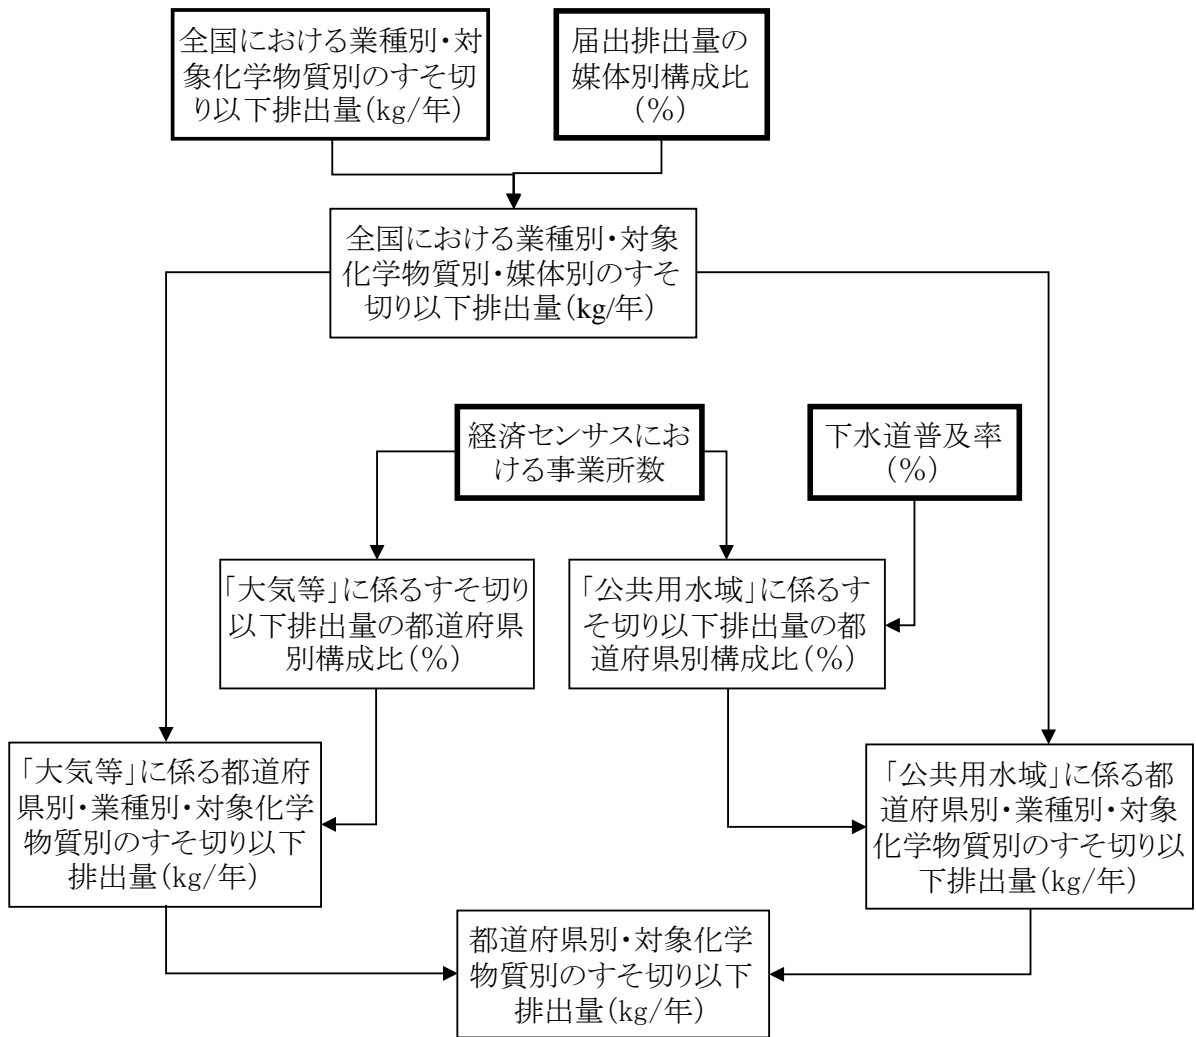 全国における業種別・対
象化学物質別のすそ切
り以下排出量(kg/年)
届出排出量の
媒体別構成比
(%)
全国における業種別・対象
化学物質別・媒体別のすそ
切り以下排出量(kg/年)
経済センサスにお
ける事業所数
下水道普及率
(%)
「大気等」に係るすそ切り
以下排出量の都道府県
別構成比(%)
「公共用水域」に係るす
そ切り以下排出量の都
道府県別構成比(%)
「大気等」に係る都道府
県別・業種別・対象化学
物質別のすそ切り以下
排出量(kg/年)
「公共用水域」に係る都
道府県別・業種別・対象
化学物質別のすそ切り以
下排出量(kg/年)
都道府県別・対象化学
物質別のすそ切り以下
排出量(kg/年)